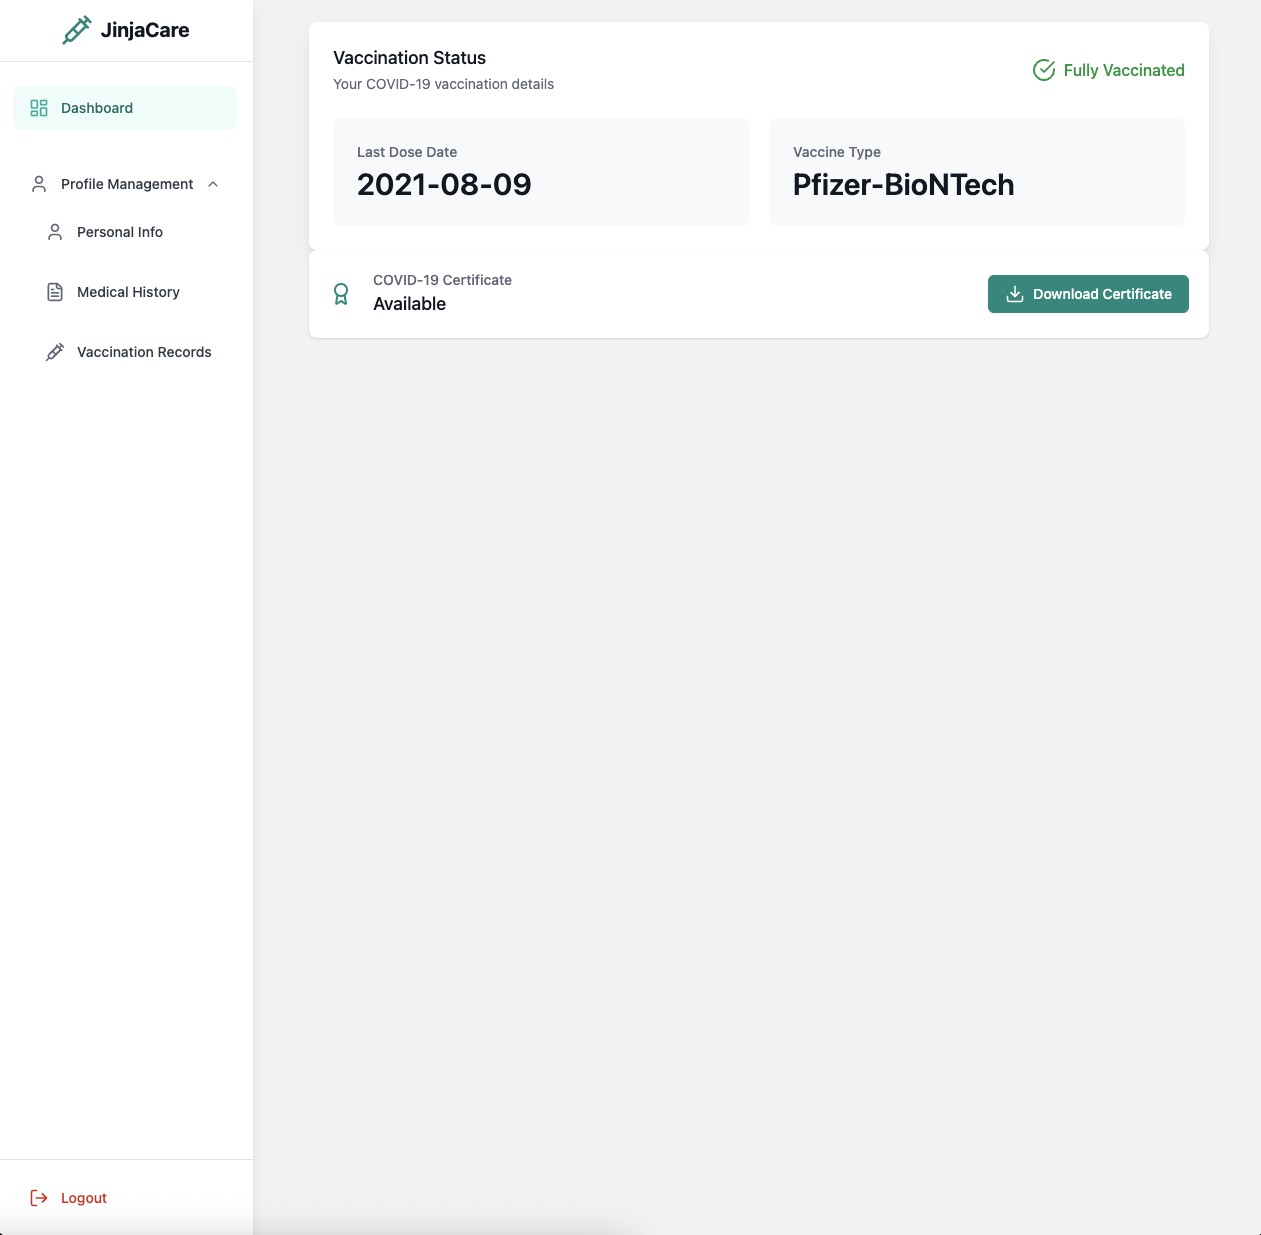 JinjaCare
Dashboard
Profile Management
Personal Info
Medical History
Vaccination Records
Logout
Vaccination Status
Your COVID-19 vaccination details
Fully Vaccinated
Last Dose Date
2021-08-09
Vaccine Type
Pfizer-BioNTech
COVID-19 Certificate
Available
Download Certificate